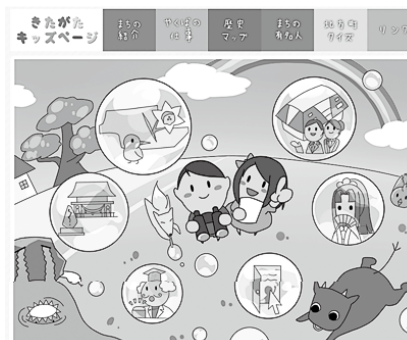 きたがた
キッズページ
まちの
紹介
やくばの
仕事
歴史
マップ
まちの
有名人
北方町
クイズ
リン